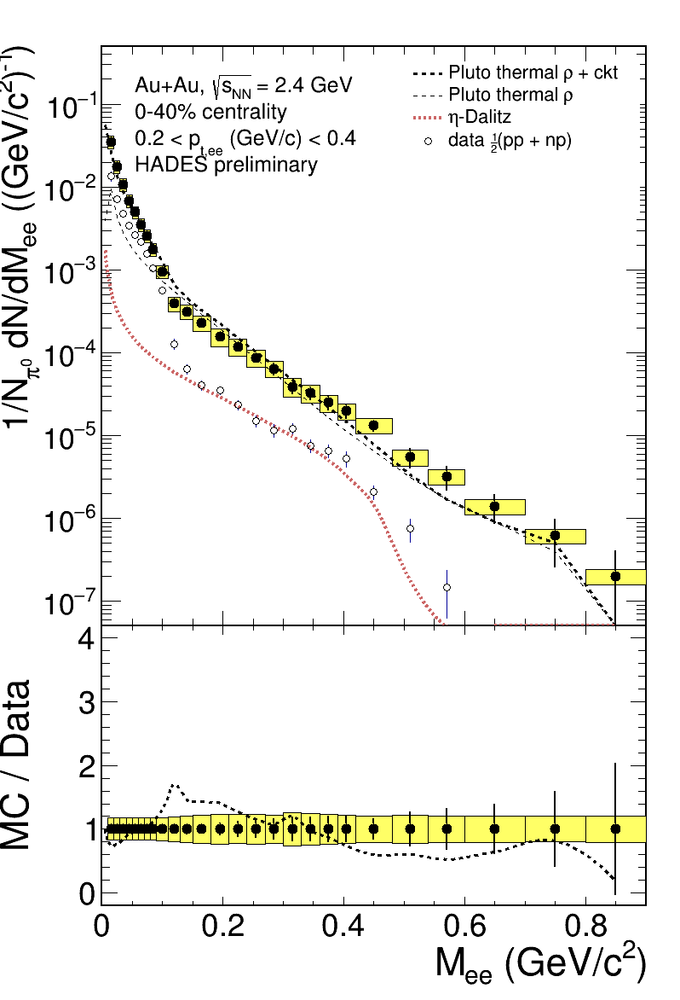 Au+Au, √s_NN = 2.4 GeV
0-40% centrality
0.2 < p_t,ee (GeV/c) < 0.4
HADES preliminary
Pluto thermal ρ + ckt
Pluto thermal ρ
η-Dalitz
data ½(pp + np)
1/N_π⁰ dN/dM_ee ((GeV/c²)⁻¹)
10⁻¹
10⁻²
10⁻³
10⁻⁴
10⁻⁵
10⁻⁶
10⁻⁷
MC / Data
4
3
2
1
0
0 0.2 0.4 0.6 0.8
M_ee (GeV/c²)